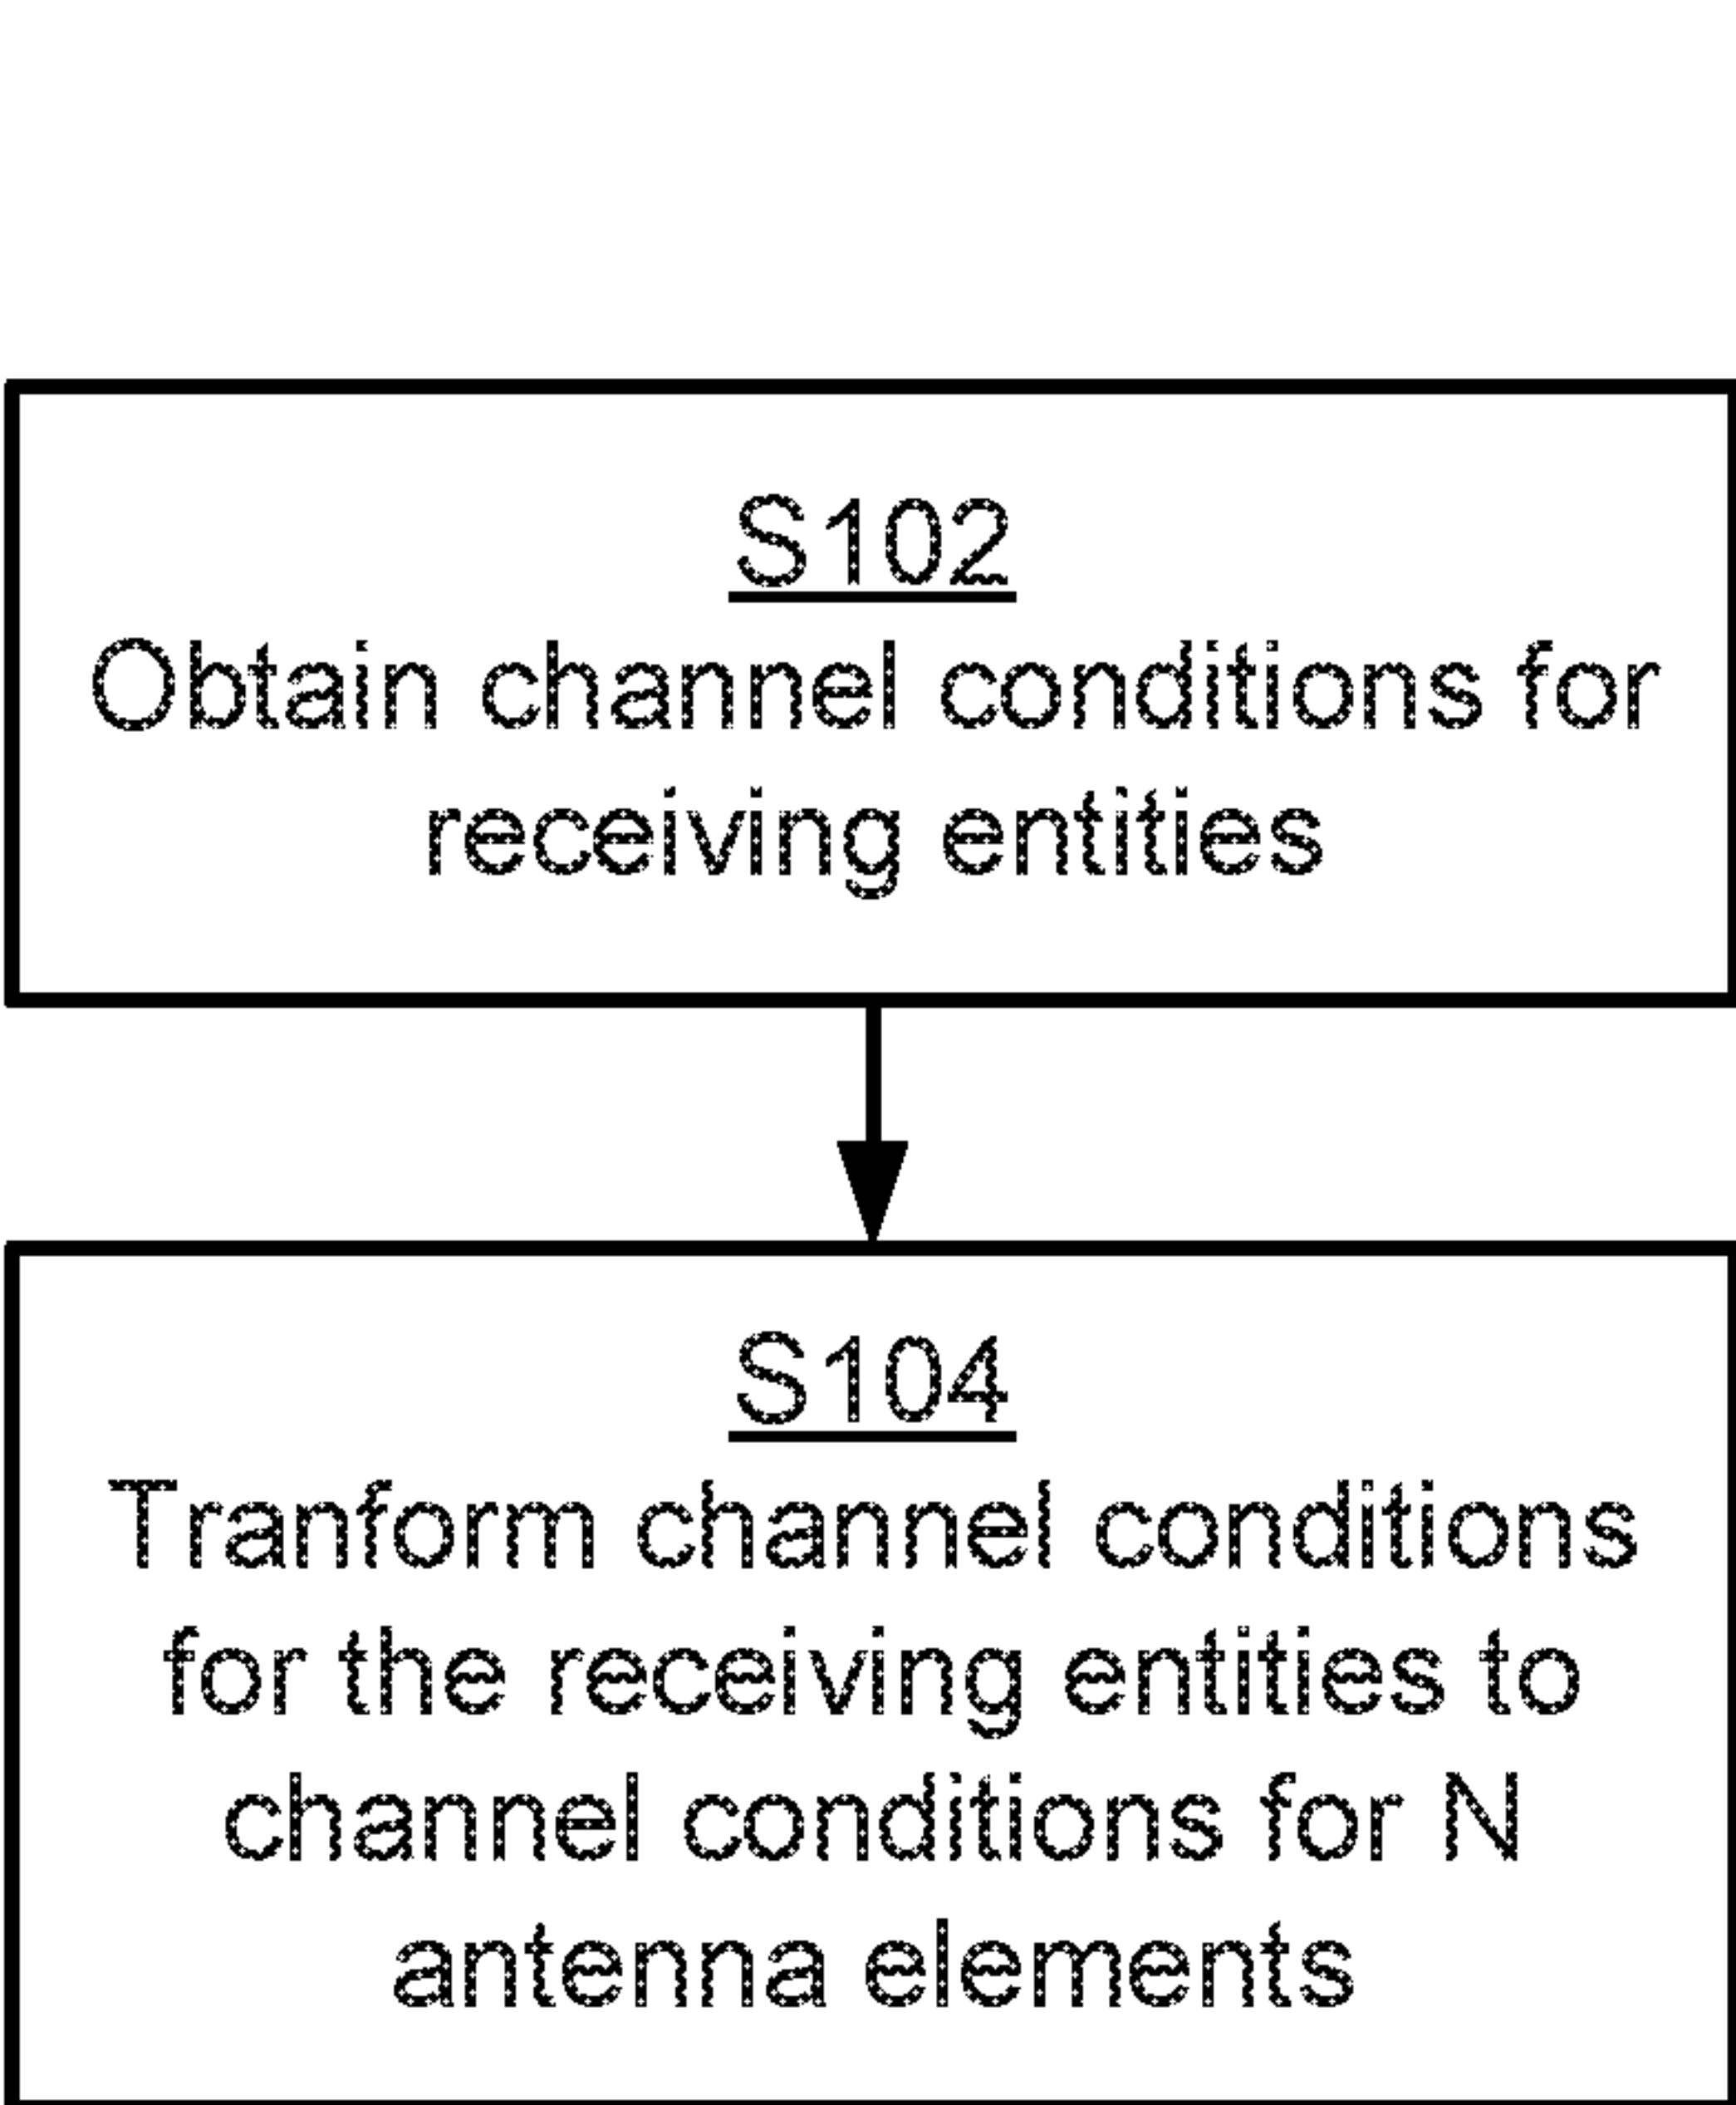 S102
Obtain channel conditions for
receiving entities
S104
Tranform channel conditions
for the receiving entities to
channel conditions for N
antenna elements